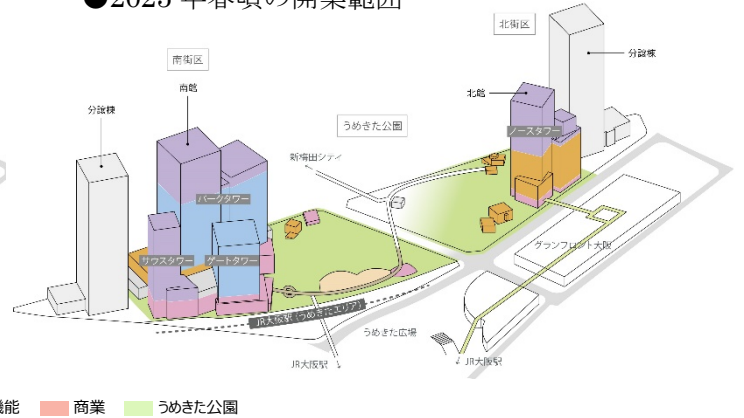 ●2025 年春頃の開業範囲
北街区
分譲棟
南街区
南館
北館
分譲棟
うめきた公園
ノースタワー
新梅田シティ
パークタワー
グランフロント大阪
サウスタワー
ゲートタワー
JR大阪駅(うめきたエリア)
うめきた広場
JR大阪駅
JR大阪駅
機能
商業
うめきた公園